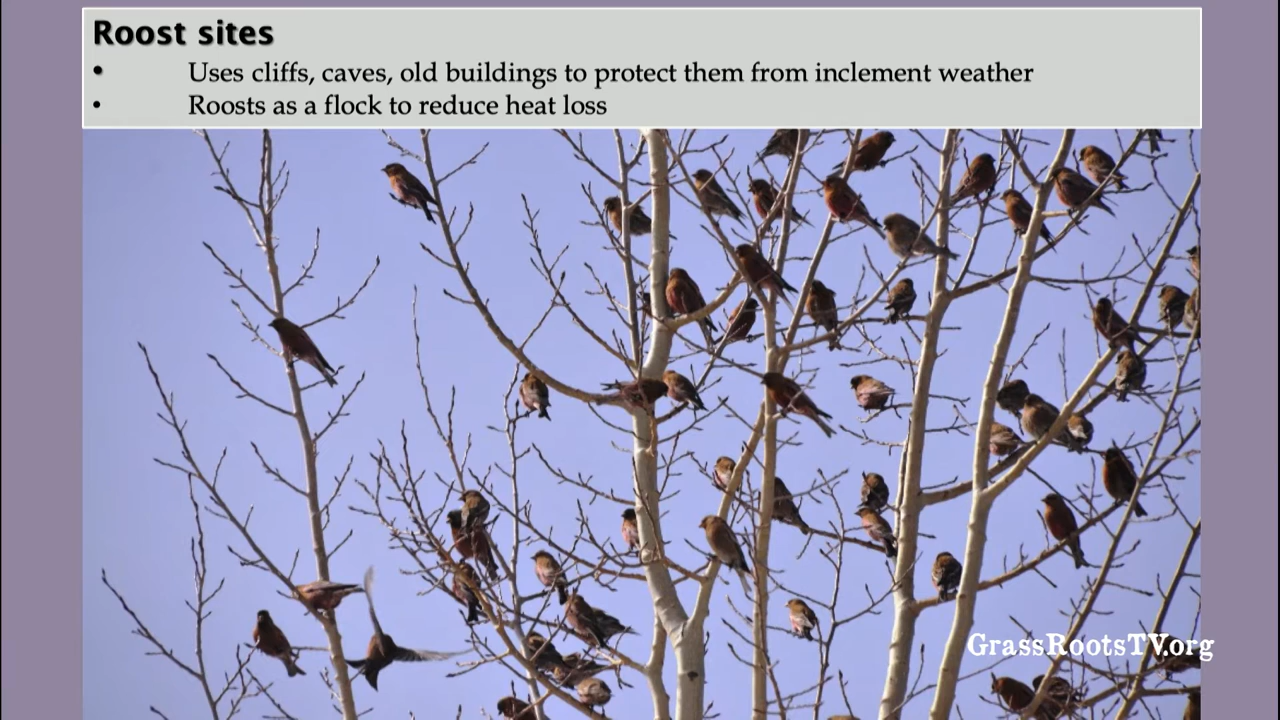 Roost sites
• Uses cliffs, caves, old buildings to protect them from inclement weather
• Roosts as a flock to reduce heat loss
GrassRootsTV.org